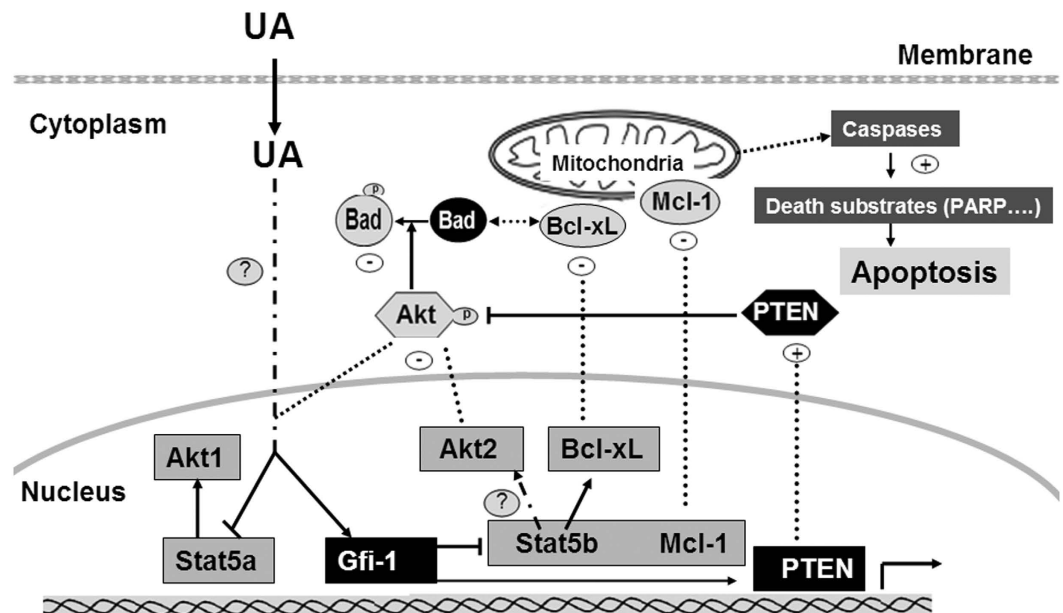 UA
Membrane
Cytoplasm
UA
Mitochondria
Caspases
+
Death substrates (PARP....)
Apoptosis
P
Bad
Bad
Bcl-xL
Mcl-1
-
-
-
?
Akt
P
PTEN
-
+
Akt1
Akt2
Bcl-xL
Nucleus
?
Stat5a
Gfi-1
Stat5b
Mcl-1
PTEN